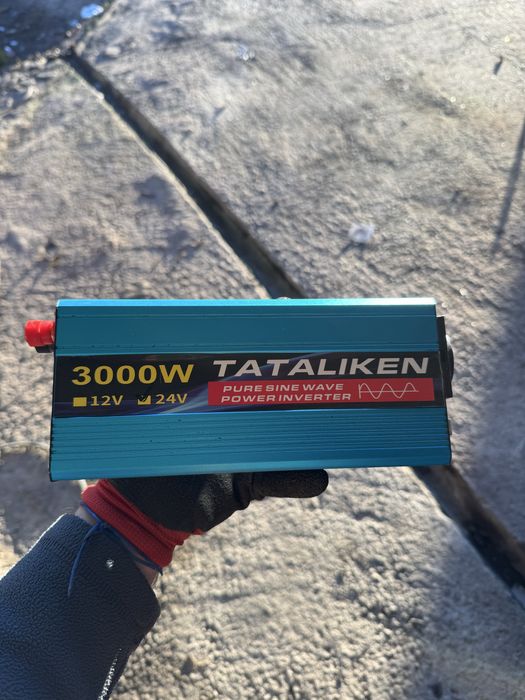 3000W
12V 24V
TATALIKEN
PURE SINE WAVE
POWER INVERTER